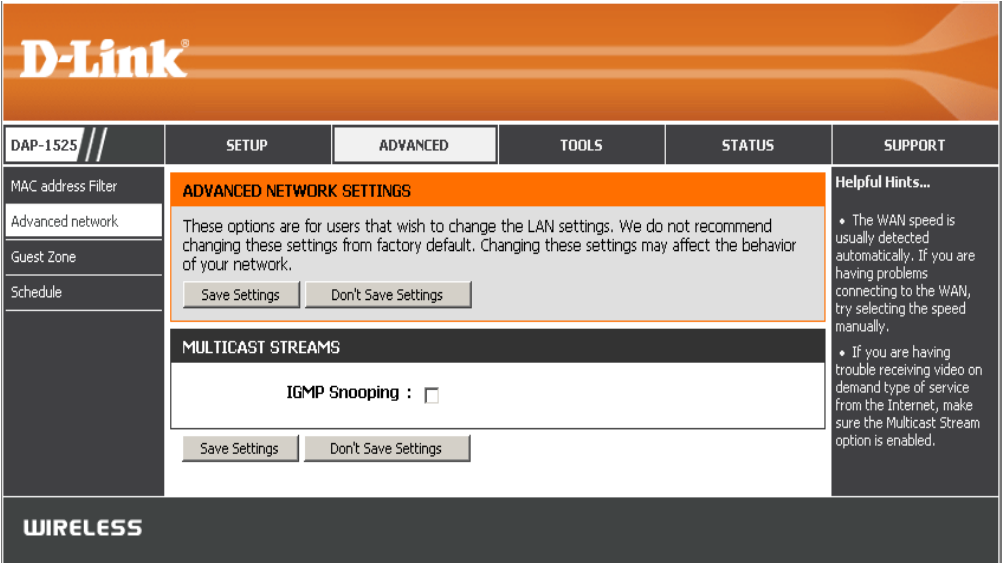 D-Link®
DAP-1525
SETUP
ADVANCED
TOOLS
STATUS
SUPPORT
MAC address Filter
Advanced network
Guest Zone
Schedule
ADVANCED NETWORK SETTINGS
These options are for users that wish to change the LAN settings. We do not recommend
changing these settings from factory default. Changing these settings may affect the behavior
of your network.
Save Settings
Don't Save Settings
MULTICAST STREAMS
IGMP Snooping :
Save Settings
Don't Save Settings
Helpful Hints...
• The WAN speed is
usually detected
automatically. If you are
having problems
connecting to the WAN,
try selecting the speed
manually.
• If you are having
trouble receiving video on
demand type of service
from the Internet, make
sure the Multicast Stream
option is enabled.
WIRELESS